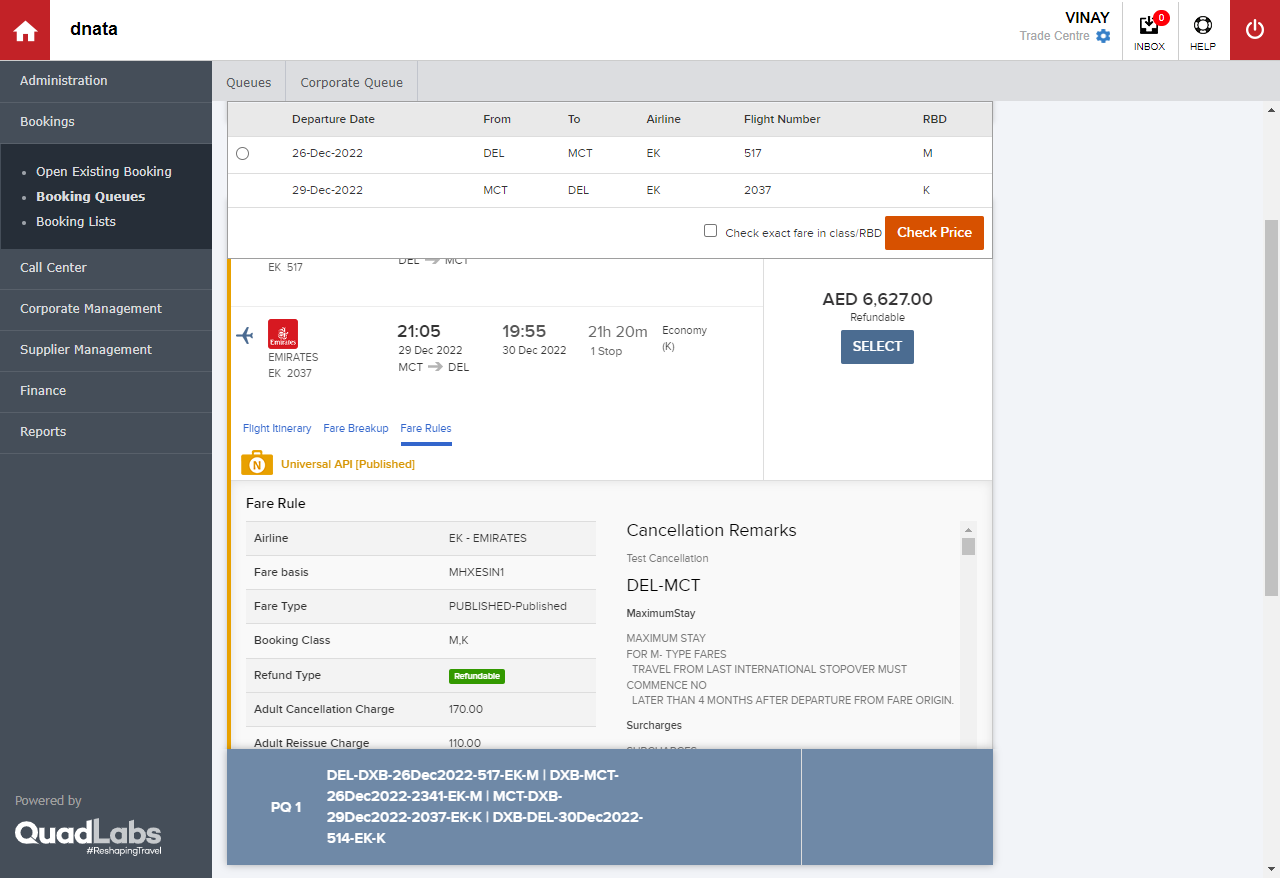 dnata
VINAY
Trade Centre
0
INBOX
HELP
Administration
Bookings
Open Existing Booking
Booking Queues
Booking Lists
Call Center
Corporate Management
Supplier Management
Finance
Reports
Powered by
QuadLabs
#ReshapingTravel
Queues Corporate Queue
Departure Date From To Airline Flight Number RBD
26-Dec-2022 DEL MCT EK 517 M
29-Dec-2022 MCT DEL EK 2037 K
Check exact fare in class/RBD Check Price
DEL MCT
EK 517
AED 6,627.00
Refundable
SELECT
Emirates
EMIRATES
EK 2037
21:05
29 Dec 2022
MCT DEL
19:55
30 Dec 2022
21h 20m
1 Stop
Economy
(K)
Flight Itinerary Fare Breakup Fare Rules
N Universal API [Published]
Fare Rule
Airline EK - EMIRATES
Fare basis MHXESIN1
Fare Type PUBLISHED-Published
Booking Class M,K
Refund Type Refundable
Adult Cancellation Charge 170.00
Adult Reissue Charge 110.00
Cancellation Remarks
Test Cancellation
DEL-MCT
MaximumStay
MAXIMUM STAY
FOR M- TYPE FARES
TRAVEL FROM LAST INTERNATIONAL STOPOVER MUST
COMMENCE NO
LATER THAN 4 MONTHS AFTER DEPARTURE FROM FARE ORIGIN.
Surcharges
SURCHARGES
PQ 1
DEL-DXB-26Dec2022-517-EK-M | DXB-MCT-
26Dec2022-2341-EK-M | MCT-DXB-
29Dec2022-2037-EK-K | DXB-DEL-30Dec2022-
514-EK-K